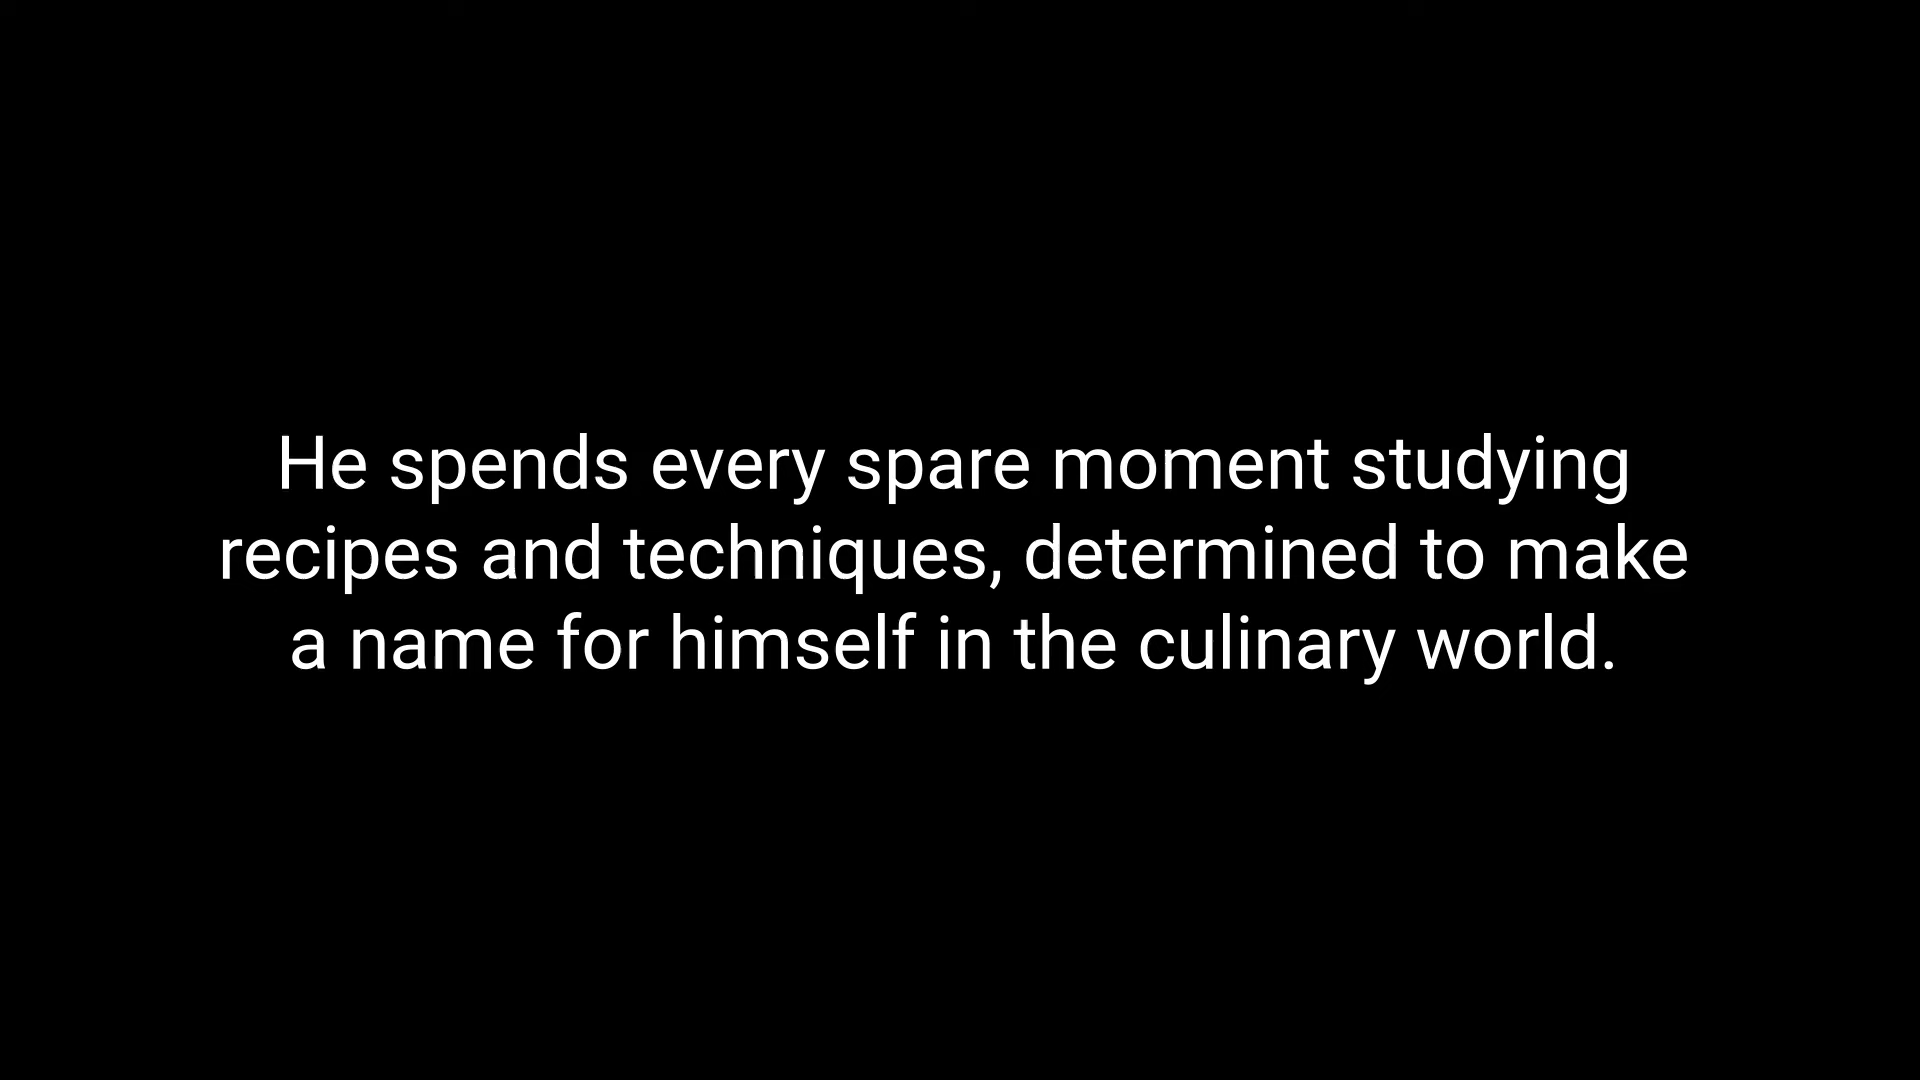 He spends every spare moment studying
recipes and techniques, determined to make
a name for himself in the culinary world.